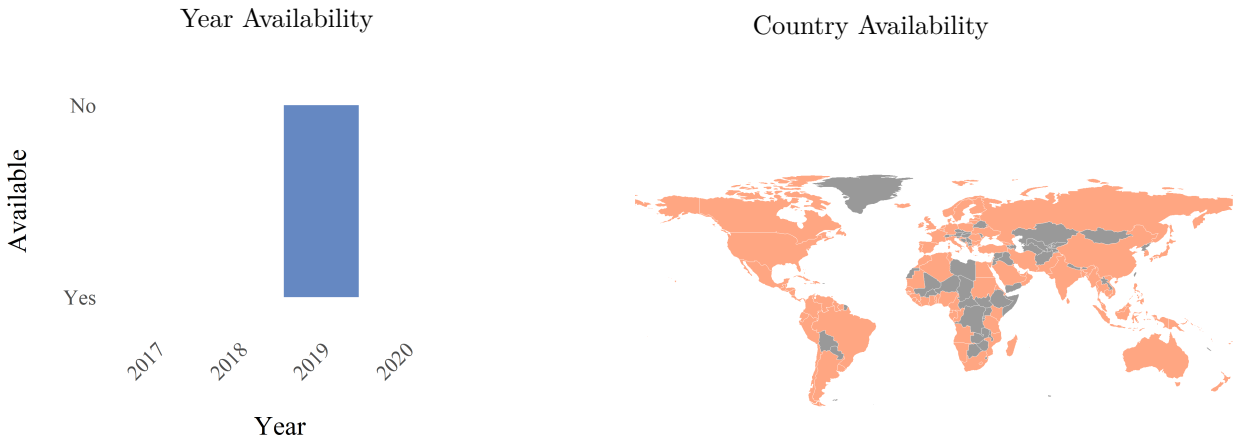 Year Availability
Country Availability
Available
No
Yes
2017
2018
2019
2020
Year